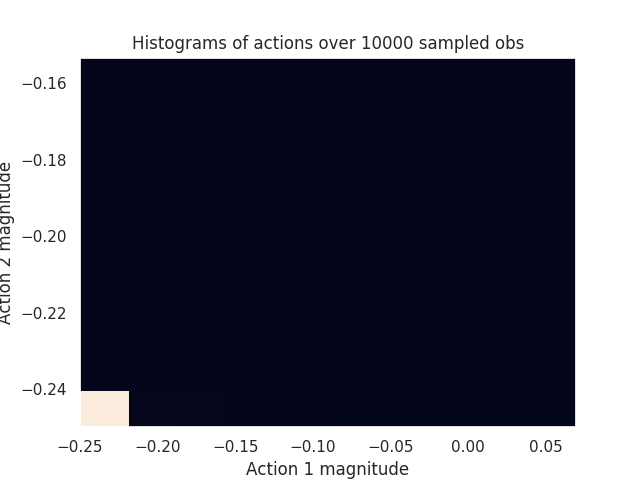 Histograms of actions over 10000 sampled obs
−0.16
−0.18
−0.20
−0.22
−0.24
Action 2 magnitude
−0.25 −0.20 −0.15 −0.10 −0.05 0.00 0.05
Action 1 magnitude